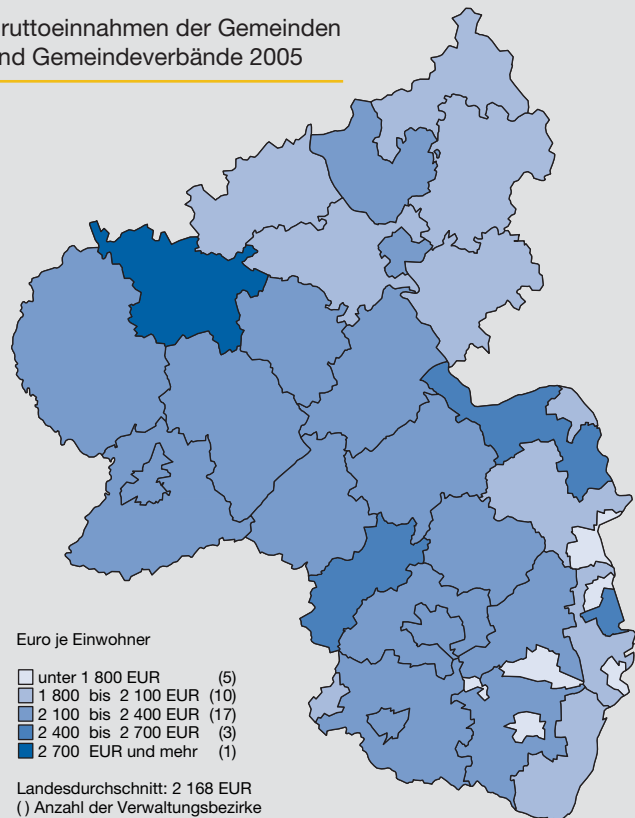 ruttoeinnahmen der Gemeinden
nd Gemeindeverbände 2005
Euro je Einwohner
unter 1 800 EUR (5)
1 800 bis 2 100 EUR (10)
2 100 bis 2 400 EUR (17)
2 400 bis 2 700 EUR (3)
2 700 EUR und mehr (1)
Landesdurchschnitt: 2 168 EUR
( ) Anzahl der Verwaltungsbezirke